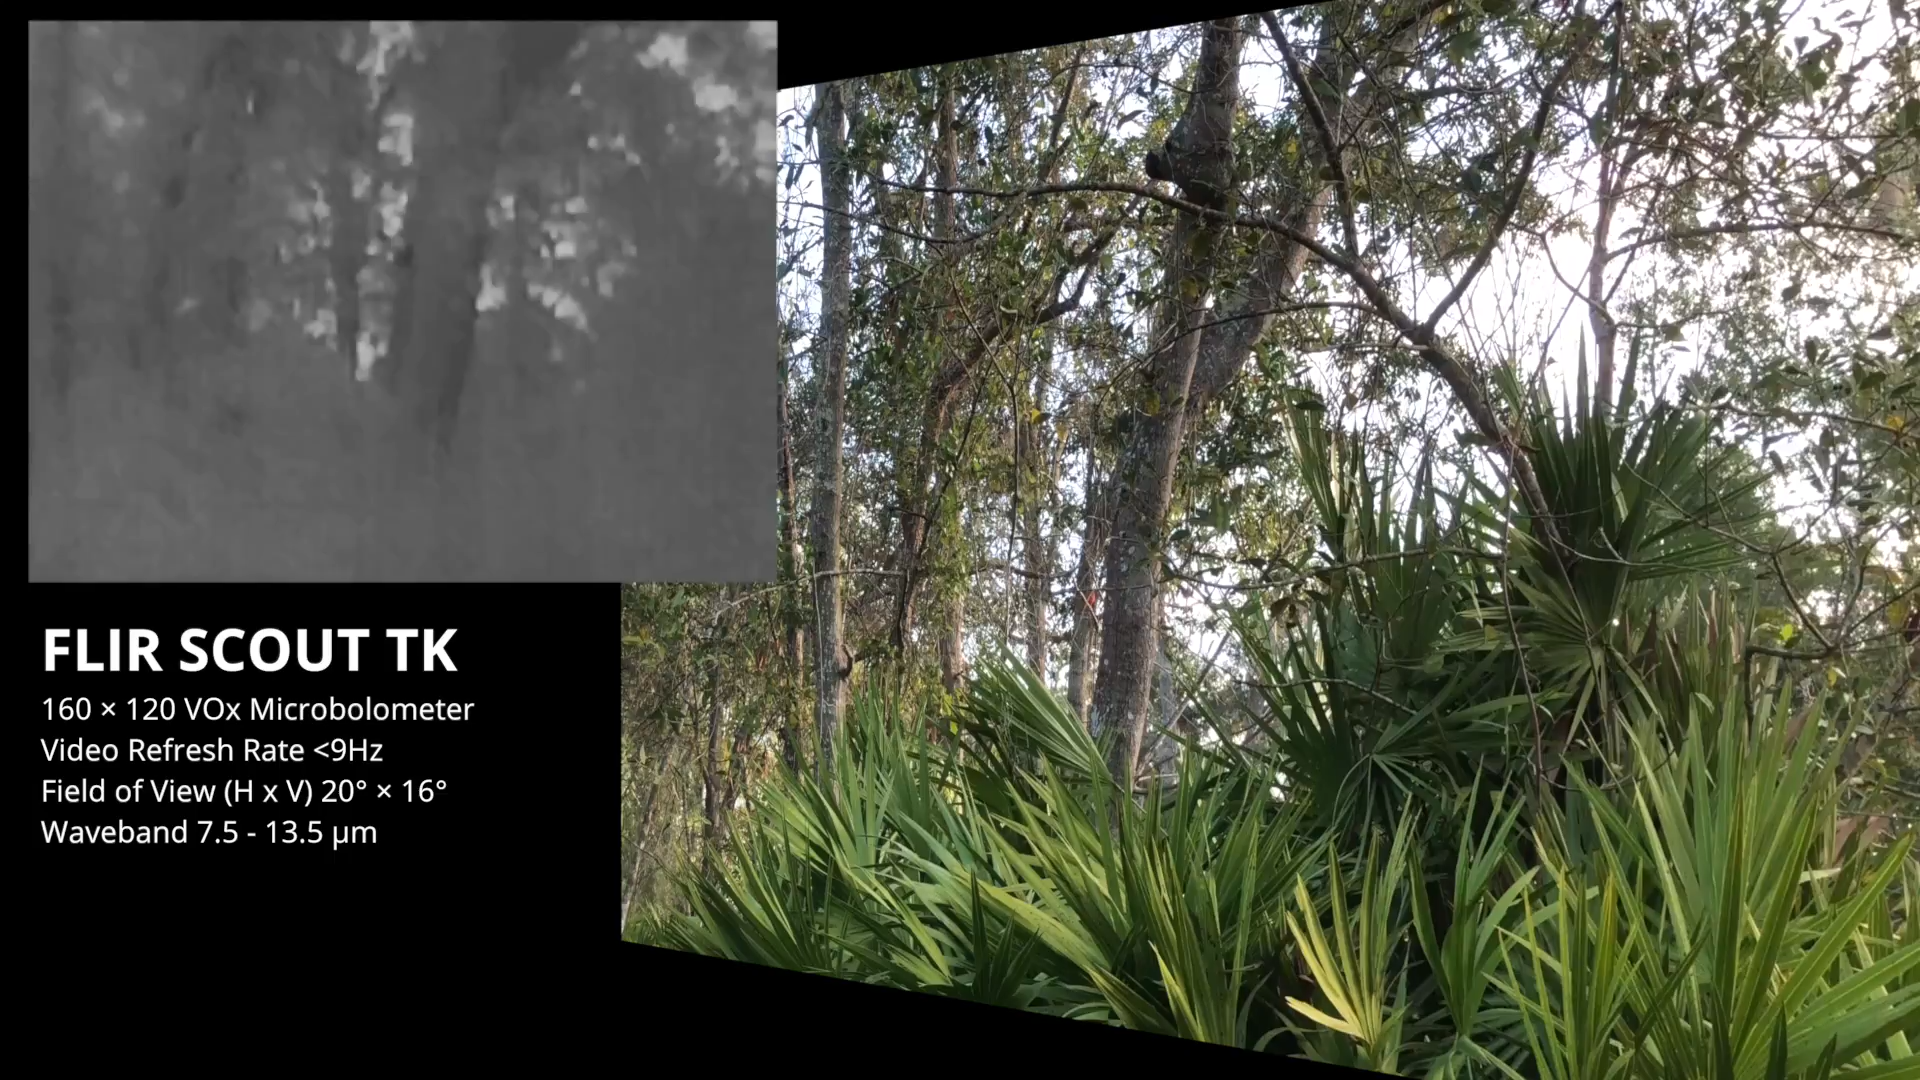 FLIR SCOUT TK
160 × 120 VOx Microbolometer
Video Refresh Rate <9Hz
Field of View (H x V) 20° × 16°
Waveband 7.5 - 13.5 µm